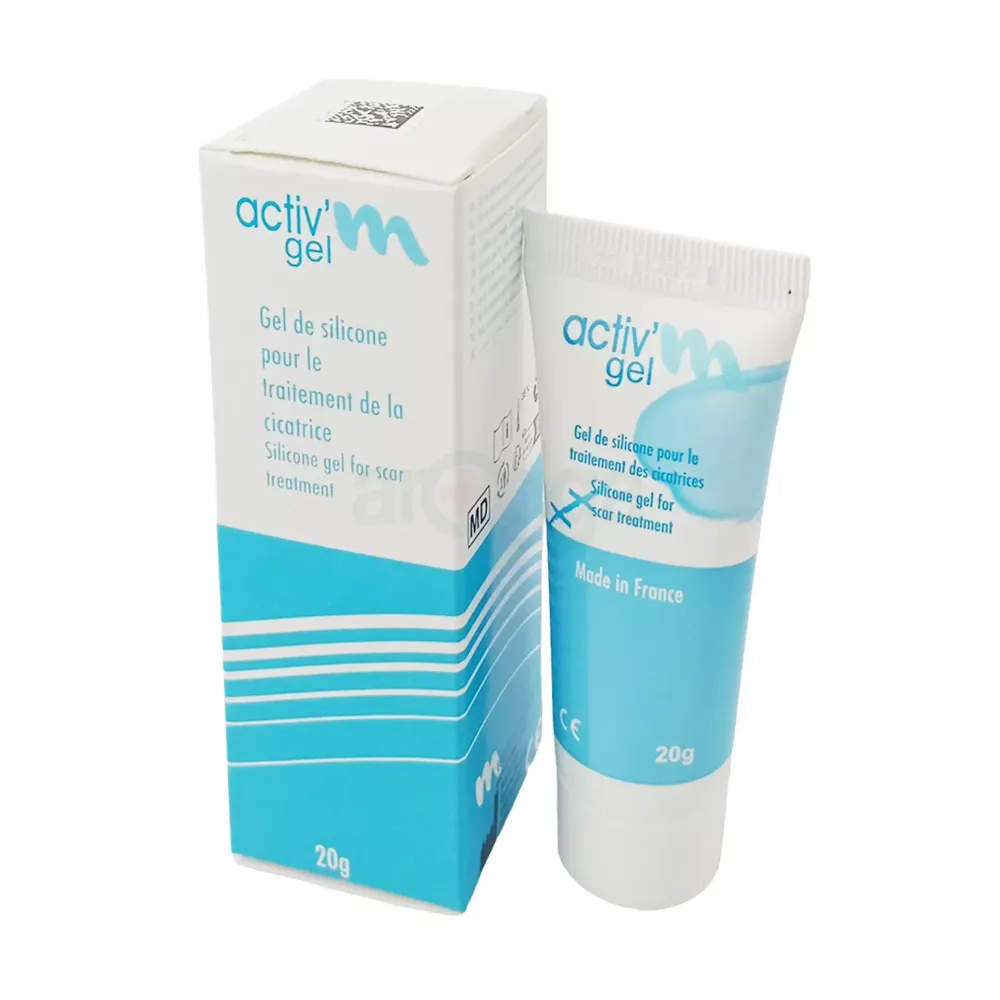 activ'm
gel
Gel de silicone
pour le
traitement de la
cicatrice
Silicone gel for scar
treatment
MD
20g
activ'm
gel
Gel de silicone pour le
traitement des cicatrices
Silicone gel for
scar treatment
Made in France
CE
20g